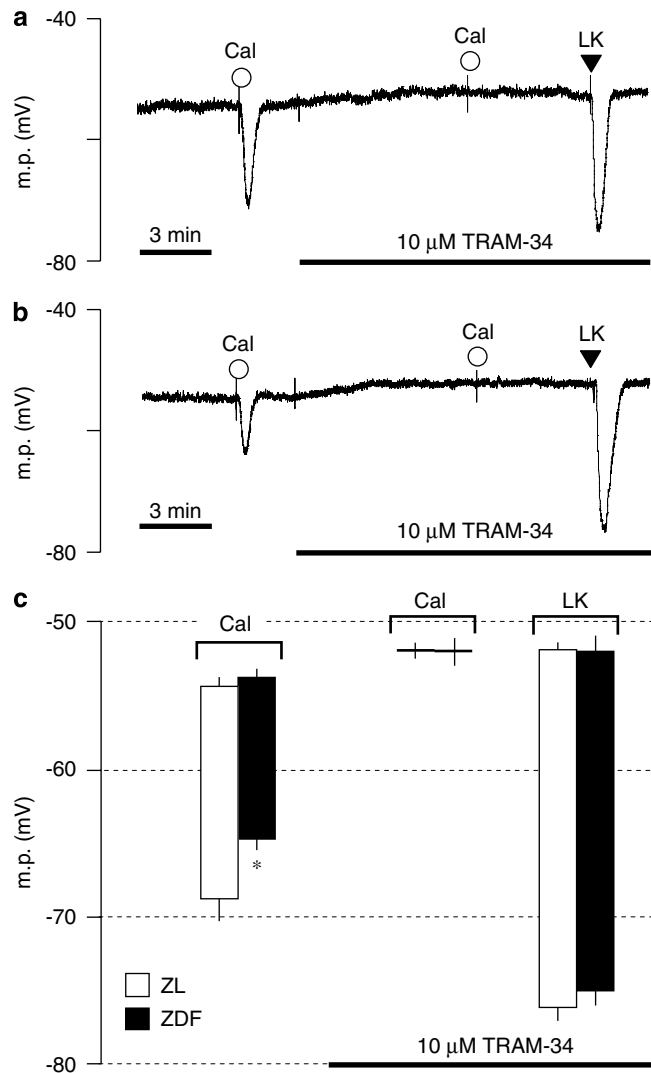 a
-40
Cal
Cal
LK
m.p. (mV)
3 min
10 μM TRAM-34
-80
b
-40
Cal
Cal
LK
m.p. (mV)
3 min
10 μM TRAM-34
-80
c
-50
Cal
Cal
LK
-60
m.p. (mV)
*
-70
ZL
ZDF
10 μM TRAM-34
-80